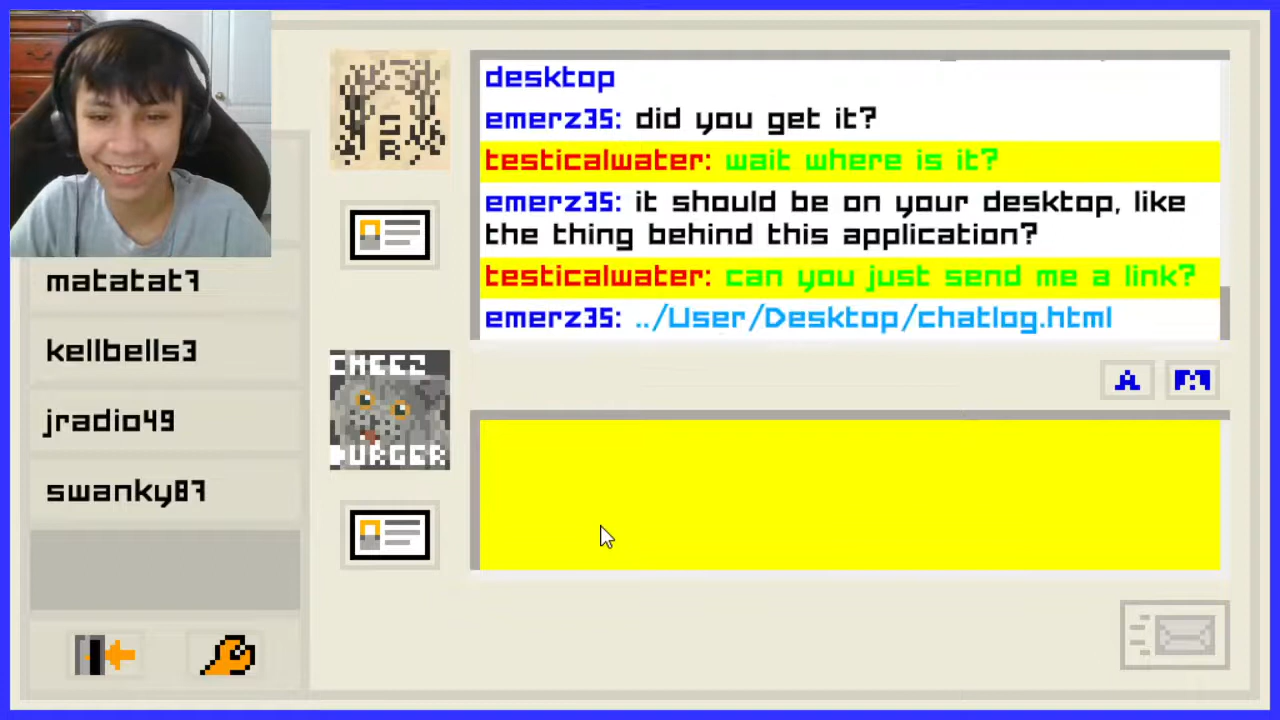 desktop
emerz35: did you get it?
testicalwater: wait where is it?
emerz35: it should be on your desktop, like
the thing behind this application?
testicalwater: can you just send me a link?
emerz35: ../User/Desktop/chatlog.html
matatat7
kellbells3
jradio49
swanky87
CHEEZ
BURGER
A